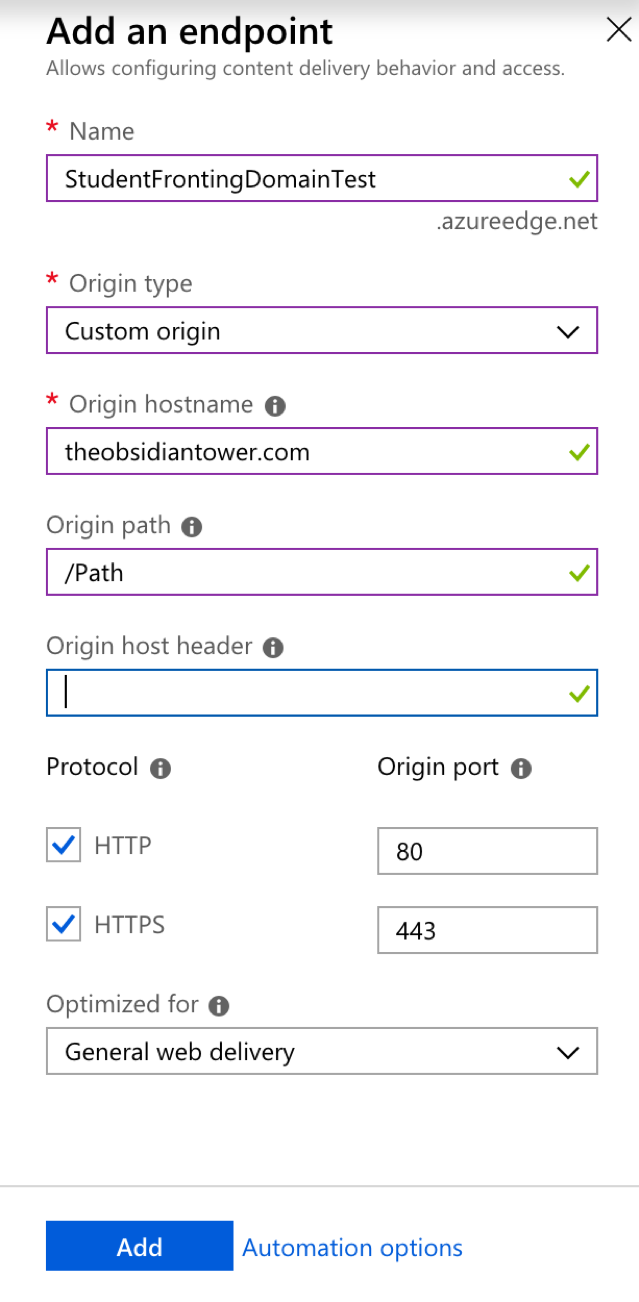 Add an endpoint
Allows configuring content delivery behavior and access.
* Name
StudentFrontingDomainTest
.azureedge.net
* Origin type
Custom origin
* Origin hostname
theobsidiantower.com
Origin path
/Path
Origin host header
Protocol Origin port
HTTP 80
HTTPS 443
Optimized for
General web delivery
Add Automation options